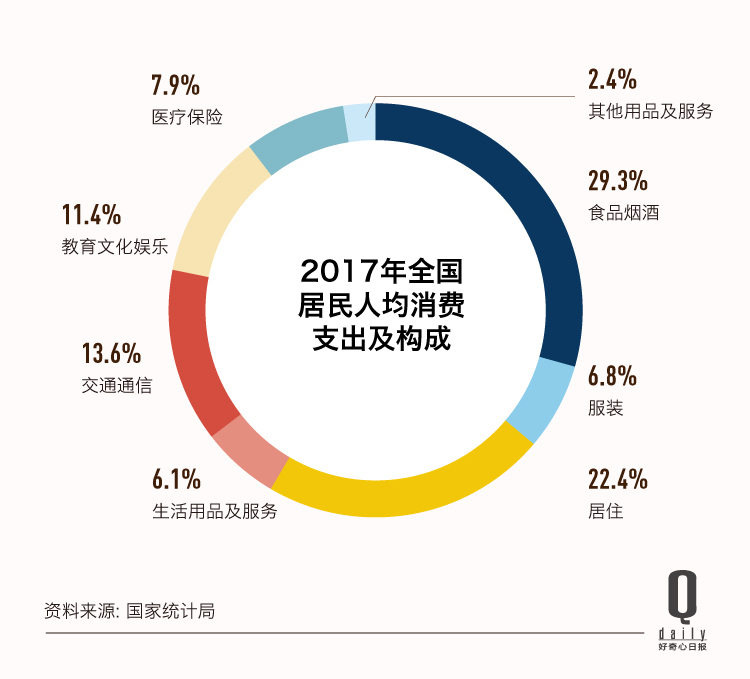 2017年全国
居民人均消费
支出及构成
2.4%
其他用品及服务
29.3%
食品烟酒
6.8%
服装
22.4%
居住
6.1%
生活用品及服务
13.6%
交通通信
11.4%
教育文化娱乐
7.9%
医疗保险
资料来源: 国家统计局
Q
daily
好奇心日报